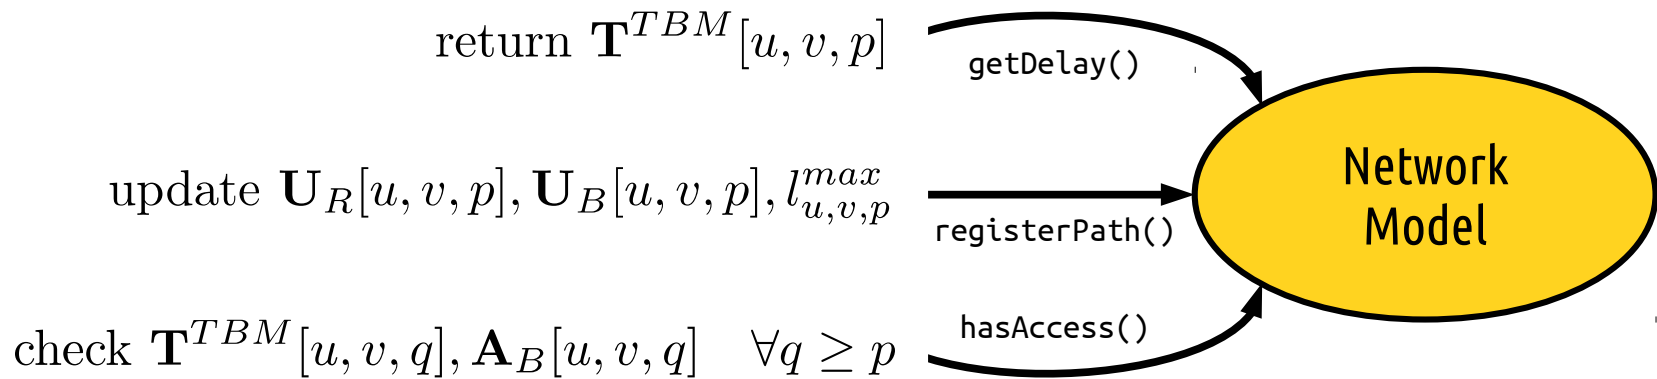 return T^{TBM}[u, v, p]
getDelay()
update U_R[u, v, p], U_B[u, v, p], l^{max}_{u,v,p}
registerPath()
check T^{TBM}[u, v, q], A_B[u, v, q] ∀q ≥ p
hasAccess()
Network
Model